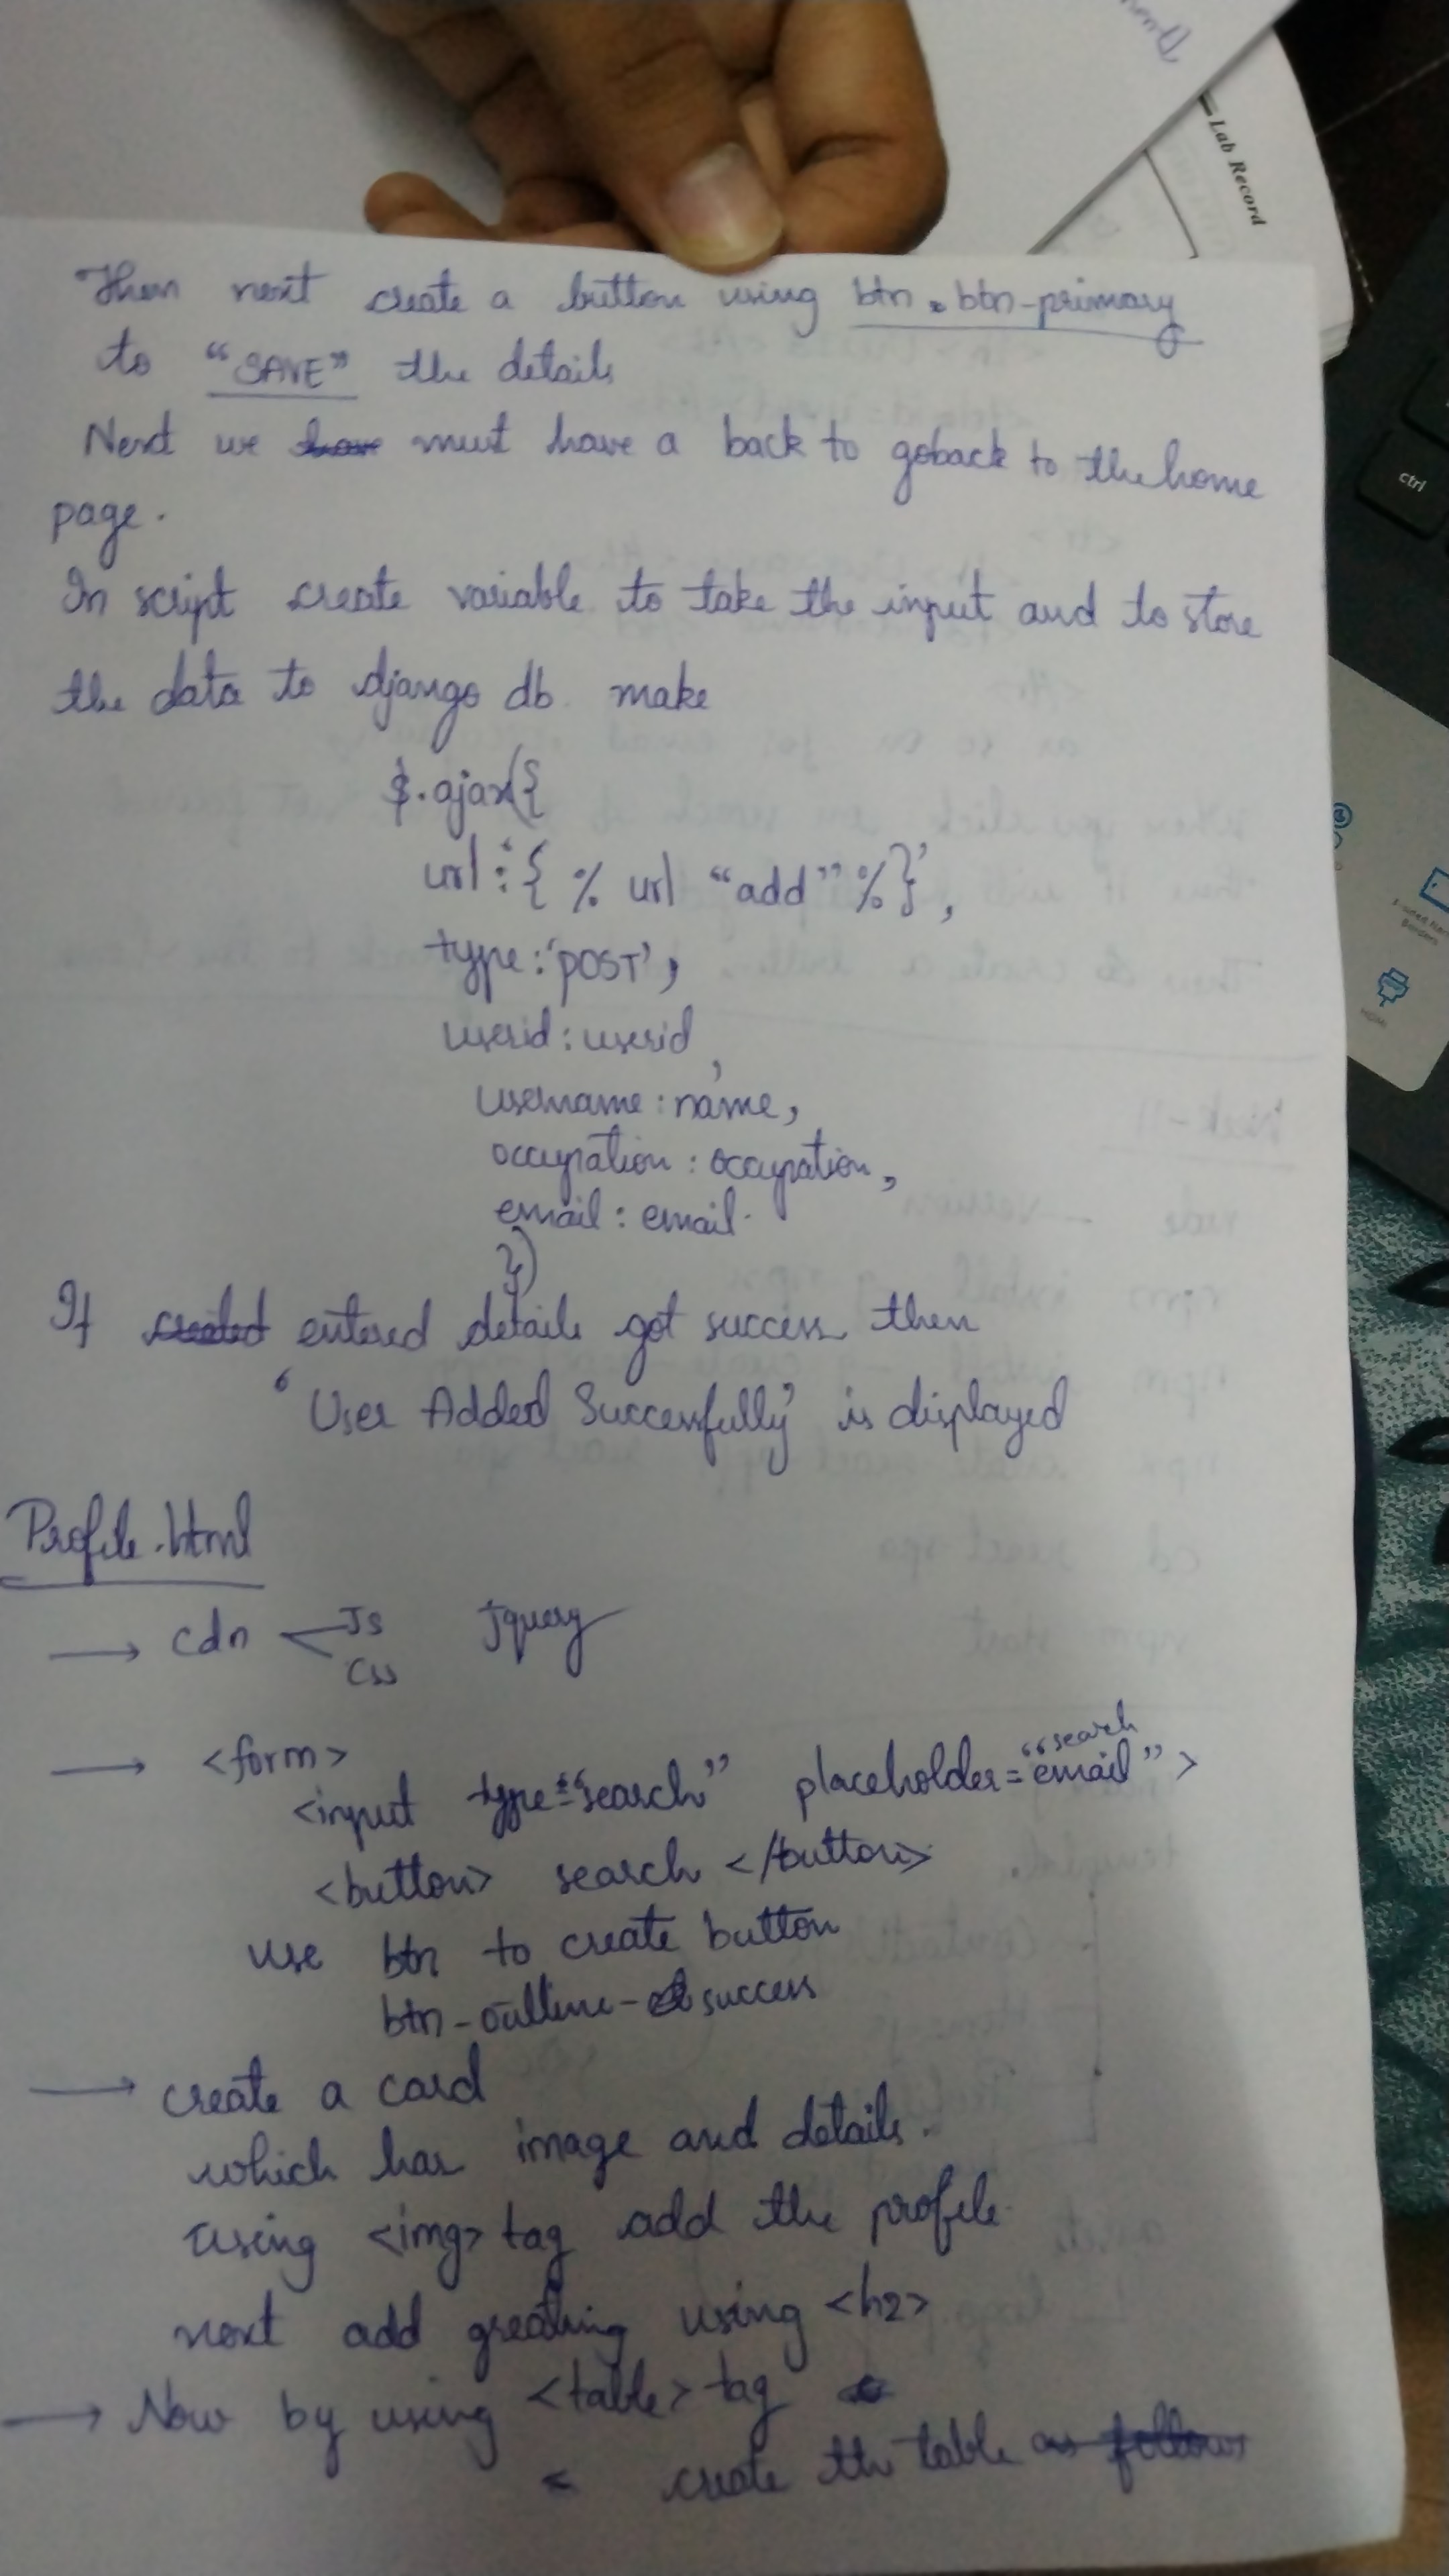 Then next create a button using btn . btn-primary
to "SAVE" the details
Next we have must have a back to goback to the home
page.
In script create variable to take the input and to store
the data to django db make
$.ajax({
url:'{ % url "add" %}',
type:'POST',
userid: userid,
username: name,
occupation: occupation,
email: email.
})
If created entered details got success then
'User Added Successfully' is displayed
Profile.html
→ cdn JS jquery
css
→ <form>
<input type="search" placeholder="search email">
<button> search </button>
use btn to create button
btn-outline-success
→ create a card
which has image and details.
using <img> tag add the profile.
next add greating using <h2>
→ Now by using <table> tag
create the table as follows
Lab Record
ctrl